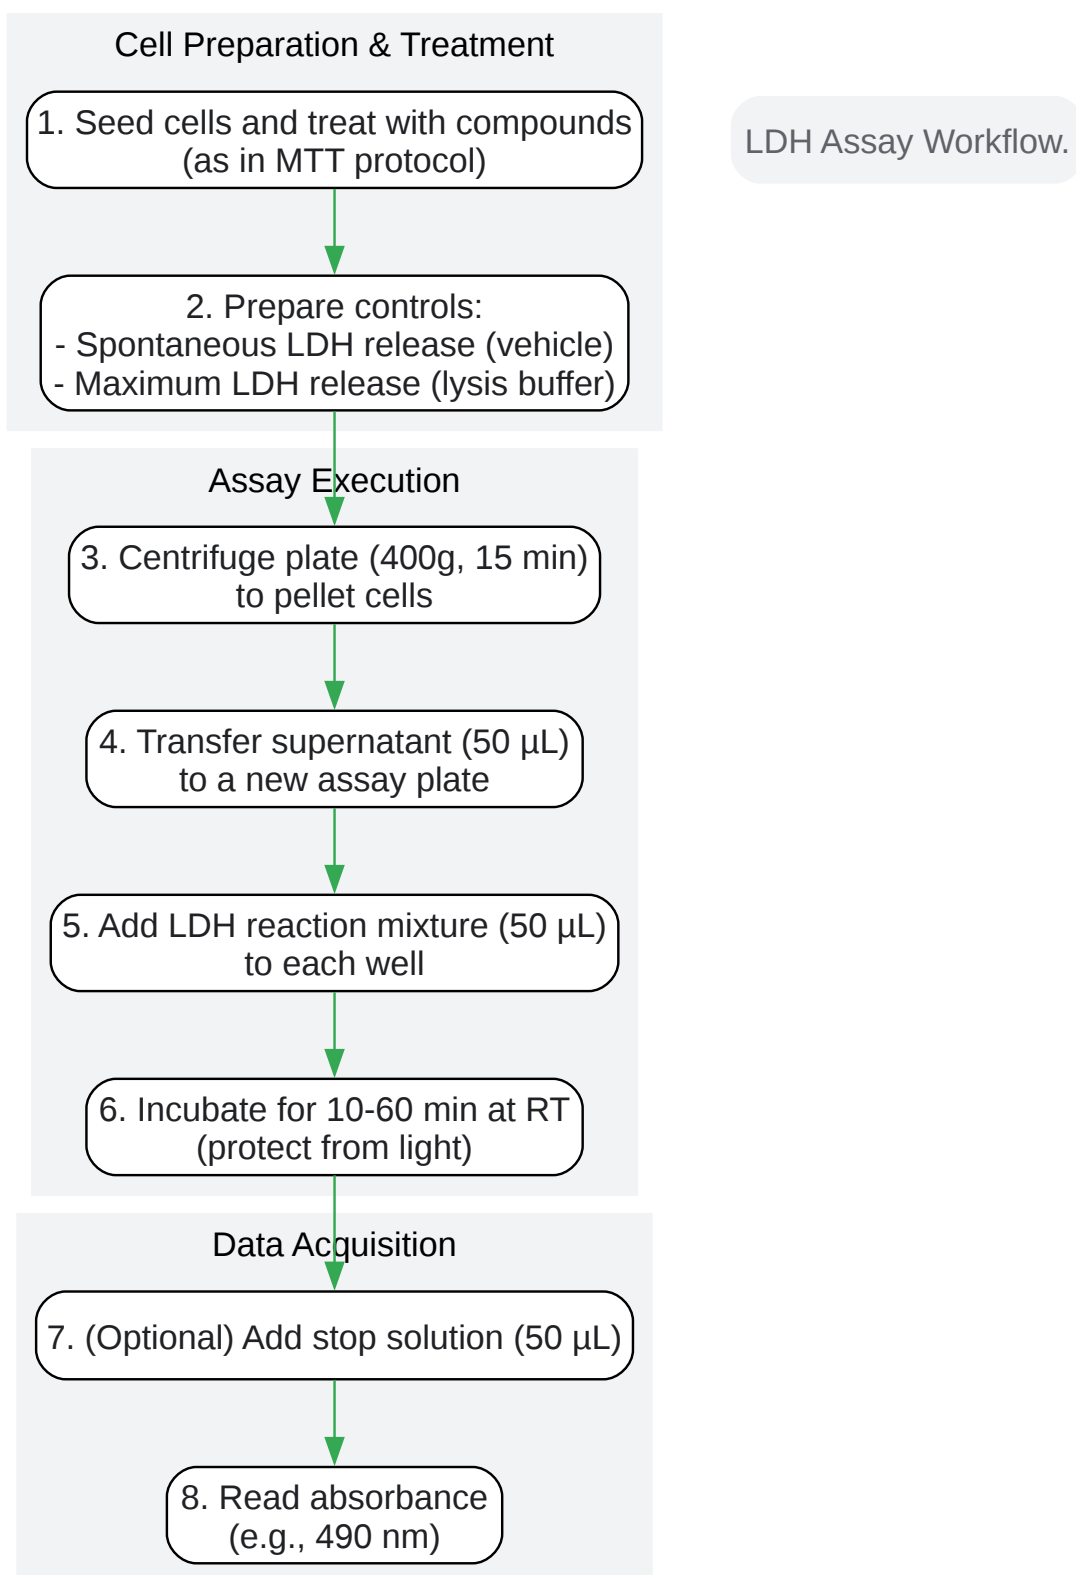 Cell Preparation & Treatment
1. Seed cells and treat with compounds
(as in MTT protocol)
LDH Assay Workflow.
2. Prepare controls:
- Spontaneous LDH release (vehicle)
- Maximum LDH release (lysis buffer)
Assay Execution
3. Centrifuge plate (400g, 15 min)
to pellet cells
4. Transfer supernatant (50 µL)
to a new assay plate
5. Add LDH reaction mixture (50 µL)
to each well
6. Incubate for 10-60 min at RT
(protect from light)
Data Acquisition
7. (Optional) Add stop solution (50 µL)
8. Read absorbance
(e.g., 490 nm)